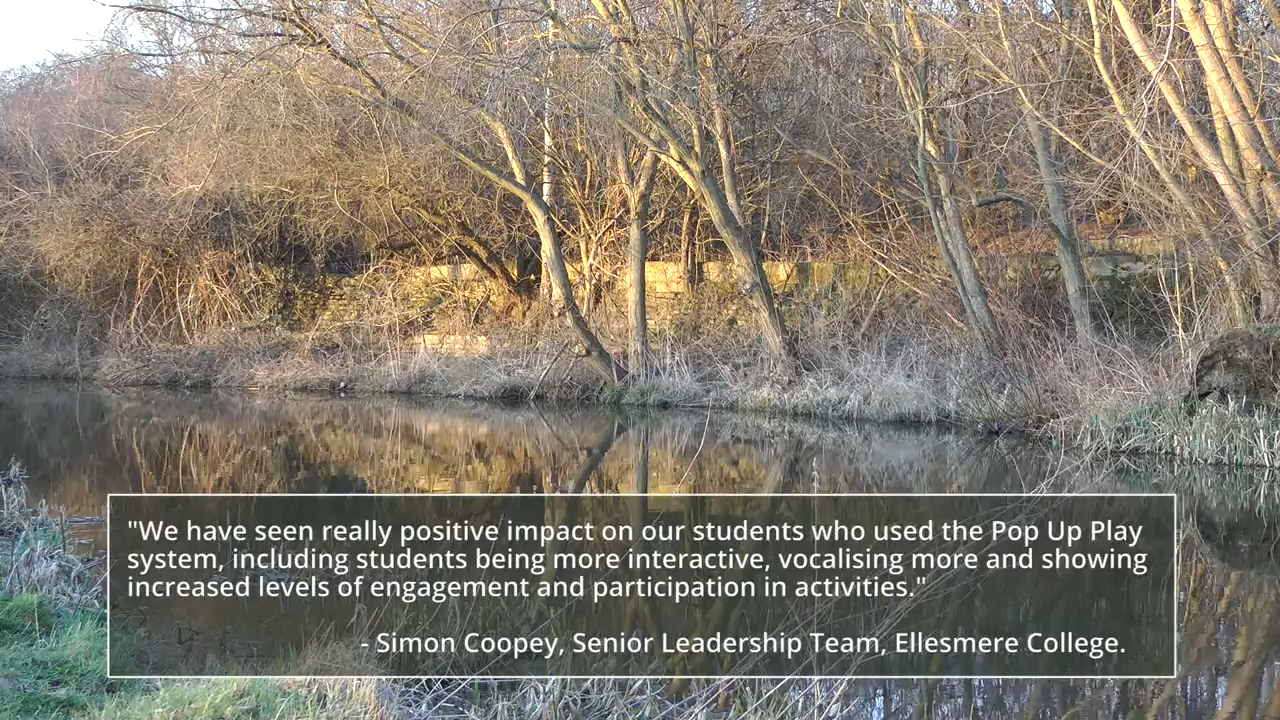 "We have seen really positive impact on our students who used the Pop Up Play
system, including students being more interactive, vocalising more and showing
increased levels of engagement and participation in activities."
- Simon Coopey, Senior Leadership Team, Ellesmere College.